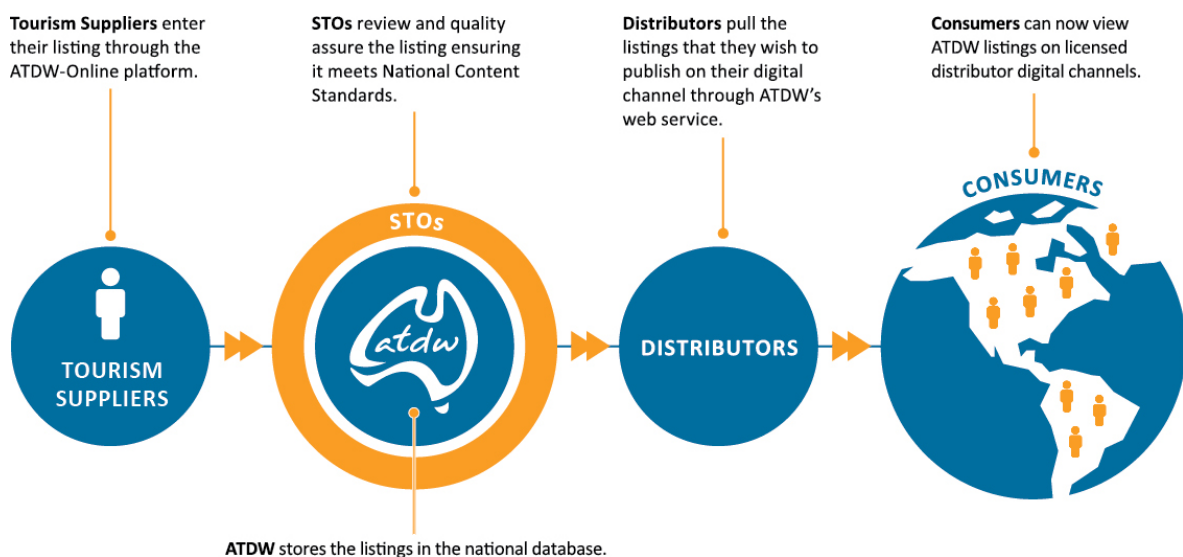 Tourism Suppliers enter
their listing through the
ATDW-Online platform.
STOs review and quality
assure the listing ensuring
it meets National Content
Standards.
Distributors pull the
listings that they wish to
publish on their digital
channel through ATDW's
web service.
Consumers can now view
ATDW listings on licensed
distributor digital channels.
TOURISM
SUPPLIERS
STOs
atdw
DISTRIBUTORS
CONSUMERS
ATDW stores the listings in the national database.